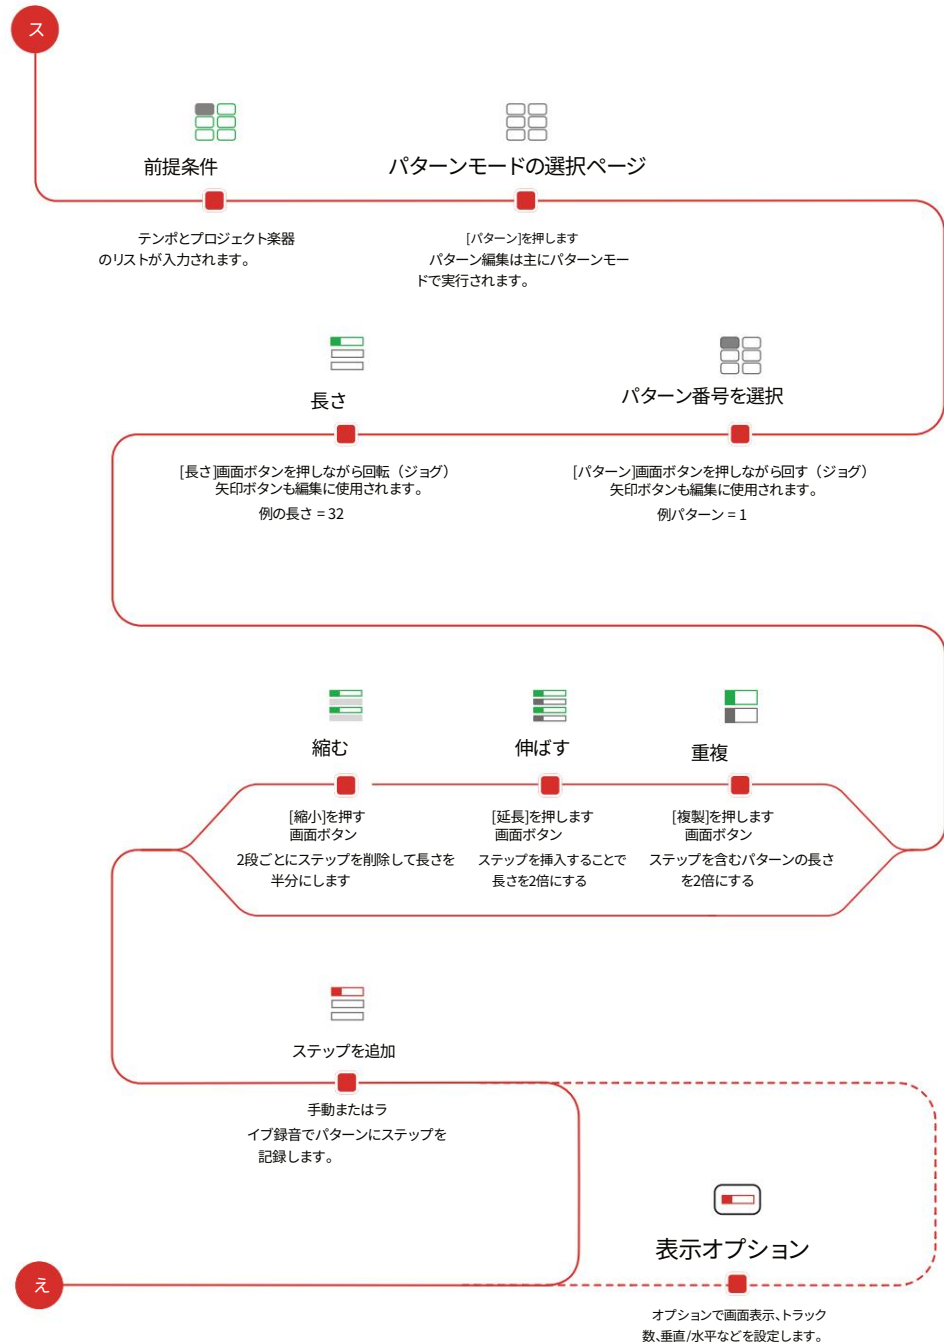 ス
前提条件
テンポとプロジェクト楽器
のリストが入力されます。
パターンモードの選択ページ
[パターン]を押します
パターン編集は主にパターンモー
ドで実行されます。
長さ
[長さ]画面ボタンを押しながら回転（ジョグ）
矢印ボタンも編集に使用されます。
例の長さ = 32
パターン番号を選択
[パターン]画面ボタンを押しながら回す（ジョグ）
矢印ボタンも編集に使用されます。
例パターン = 1
縮む
[縮小]を押す
画面ボタン
2段ごとにステップを削除して長さを
半分にします
伸ばす
[延長]を押します
画面ボタン
ステップを挿入することで
長さを2倍にする
重複
[複製]を押します
画面ボタン
ステップを含むパターンの長さ
を2倍にする
ステップを追加
手動またはラ
イブ録音でパターンにステップを
記録します。
表示オプション
オプションで画面表示、トラック
数、垂直/水平などを設定します。
え